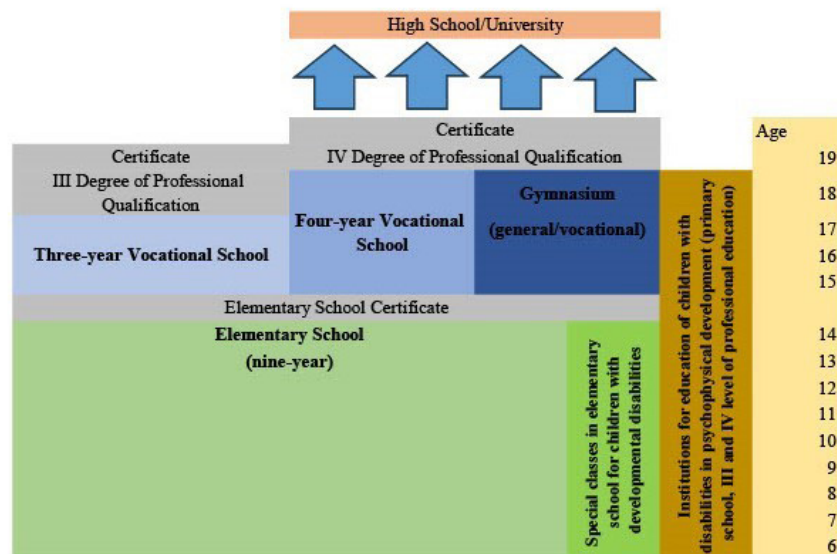 High School/University
Certificate
IV Degree of Professional Qualification
Certificate
III Degree of Professional
Qualification
Three-year Vocational School
Four-year Vocational
School
Gymnasium
(general/vocational)
Elementary School Certificate
Elementary School
(nine-year)
Special classes in elementary
school for children with
developmental disabilities
Institutions for education of children with
disabilities in psychophysical development (primary
school, III and IV level of professional education)
Age
19
18
17
16
15
14
13
12
11
10
9
8
7
6